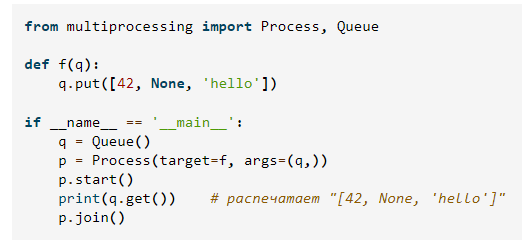 from multiprocessing import Process, Queue

def f(q):
    q.put([42, None, 'hello'])

if __name__ == '__main__':
    q = Queue()
    p = Process(target=f, args=(q,))
    p.start()
    print(q.get())    # распечатаем "[42, None, 'hello']"
    p.join()